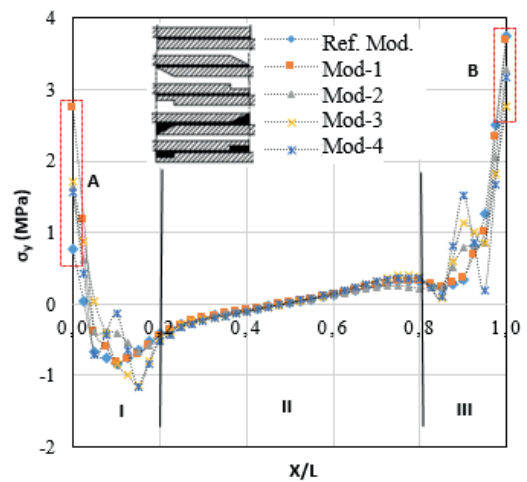 4
3
2
1
0
-1
-2
σy (MPa)
A
B
Ref. Mod.
Mod-1
Mod-2
Mod-3
Mod-4
0.0
0.2
0.4
0.6
0.8
1.0
I
II
III
X/L